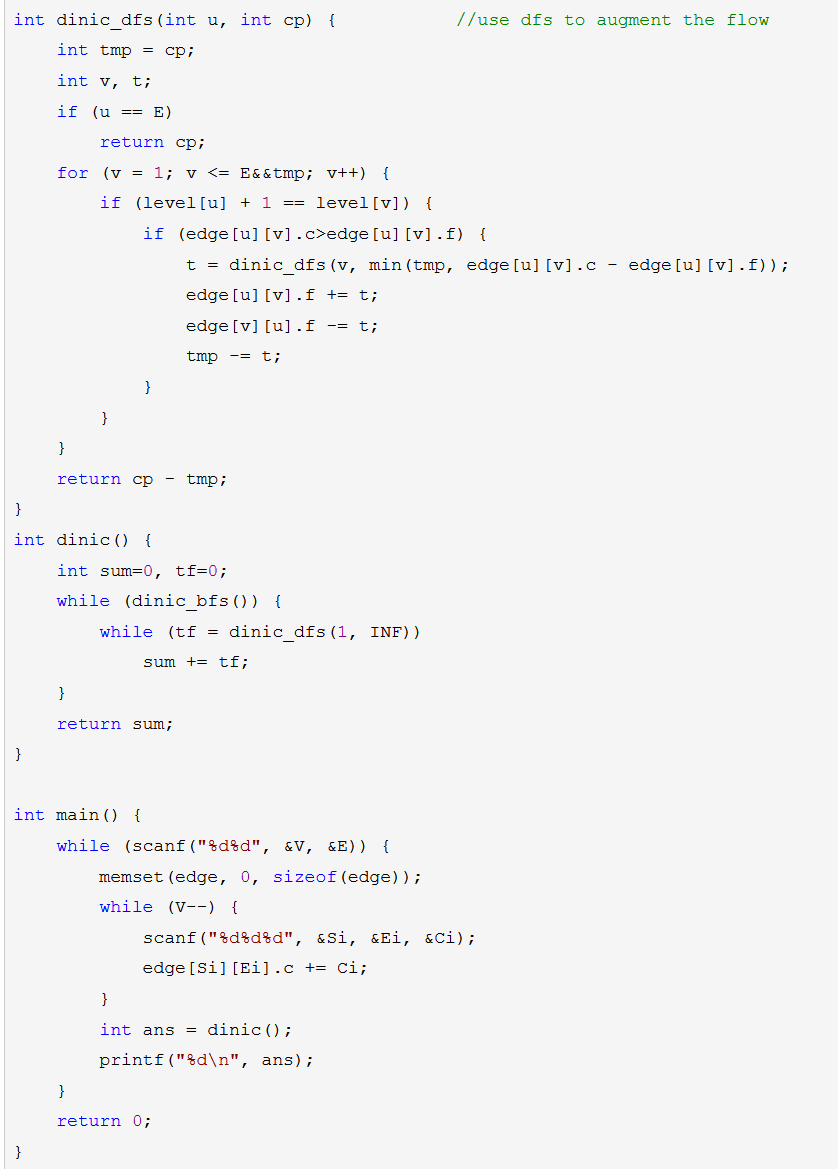 int dinic_dfs(int u, int cp) {           //use dfs to augment the flow
    int tmp = cp;
    int v, t;
    if (u == E)
        return cp;
    for (v = 1; v <= E&&tmp; v++) {
        if (level[u] + 1 == level[v]) {
            if (edge[u][v].c>edge[u][v].f) {
                t = dinic_dfs(v, min(tmp, edge[u][v].c - edge[u][v].f));
                edge[u][v].f += t;
                edge[v][u].f -= t;
                tmp -= t;
            }
        }
    }
    return cp - tmp;
}
int dinic() {
    int sum=0, tf=0;
    while (dinic_bfs()) {
        while (tf = dinic_dfs(1, INF))
            sum += tf;
    }
    return sum;
}

int main() {
    while (scanf("%d%d", &V, &E)) {
        memset(edge, 0, sizeof(edge));
        while (V--) {
            scanf("%d%d%d", &Si, &Ei, &Ci);
            edge[Si][Ei].c += Ci;
        }
        int ans = dinic();
        printf("%d\n", ans);
    }
    return 0;
}